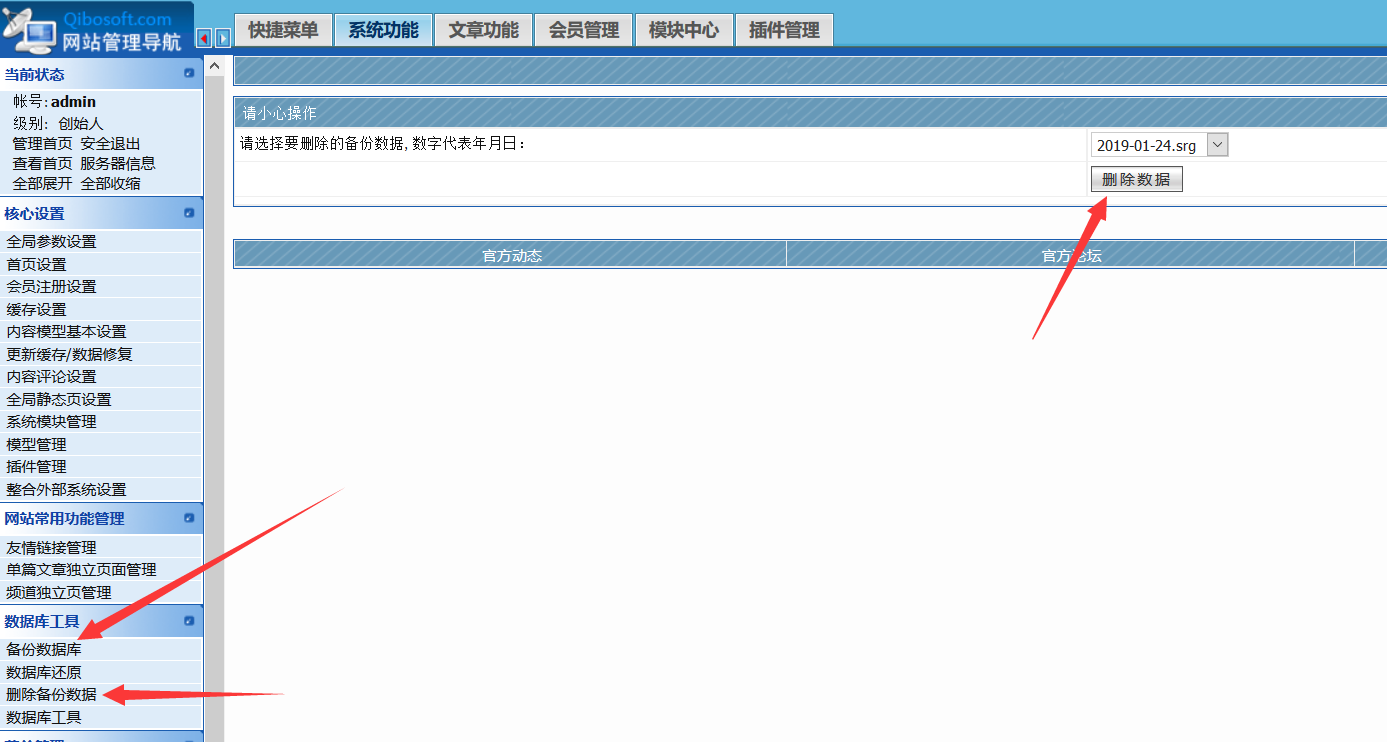 Qibosoft.com
网站管理导航
快捷菜单 系统功能 文章功能 会员管理 模块中心 插件管理
当前状态
帐号:admin
级别: 创始人
管理首页 安全退出
查看首页 服务器信息
全部展开 全部收缩
核心设置
全局参数设置
首页设置
会员注册设置
缓存设置
内容模型基本设置
更新缓存/数据修复
内容评论设置
全局静态页设置
系统模块管理
模型管理
插件管理
整合外部系统设置
网站常用功能管理
友情链接管理
单篇文章独立页面管理
频道独立页管理
数据库工具
备份数据库
数据库还原
删除备份数据
数据库工具
请小心操作
请选择要删除的备份数据,数字代表年月日:
2019-01-24.srg
删除数据
官方动态
官方论坛